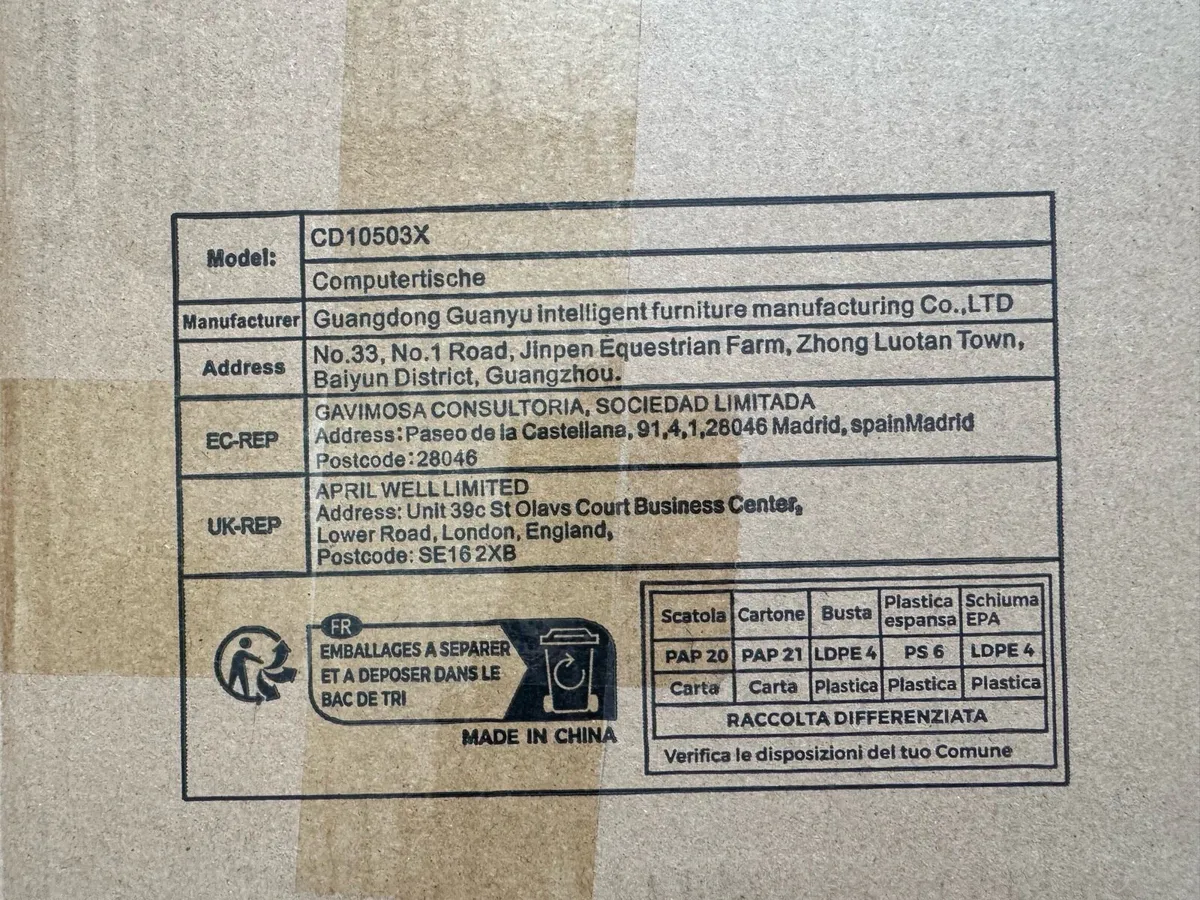 Model:
CD10503X
Computertische
Manufacturer
Guangdong Guanyu intelligent furniture manufacturing Co.,LTD
Address
No.33, No.1 Road, Jinpen Equestrian Farm, Zhong Luotan Town,
Baiyun District, Guangzhou.
EC-REP
GAVIMOSA CONSULTORIA, SOCIEDAD LIMITADA
Address:Paseo de la Castellana, 91,4,1,28046 Madrid, spainMadrid
Postcode:28046
UK-REP
APRIL WELL LIMITED
Address: Unit 39c St Olavs Court Business Center,
Lower Road, London, England,
Postcode: SE16 2XB
FR
EMBALLAGES A SEPARER
ET A DEPOSER DANS LE
BAC DE TRI
MADE IN CHINA
Scatola Cartone Busta Plastica espansa Schiuma EPA
PAP 20 PAP 21 LDPE 4 PS 6 LDPE 4
Carta Carta Plastica Plastica Plastica
RACCOLTA DIFFERENZIATA
Verifica le disposizioni del tuo Comune